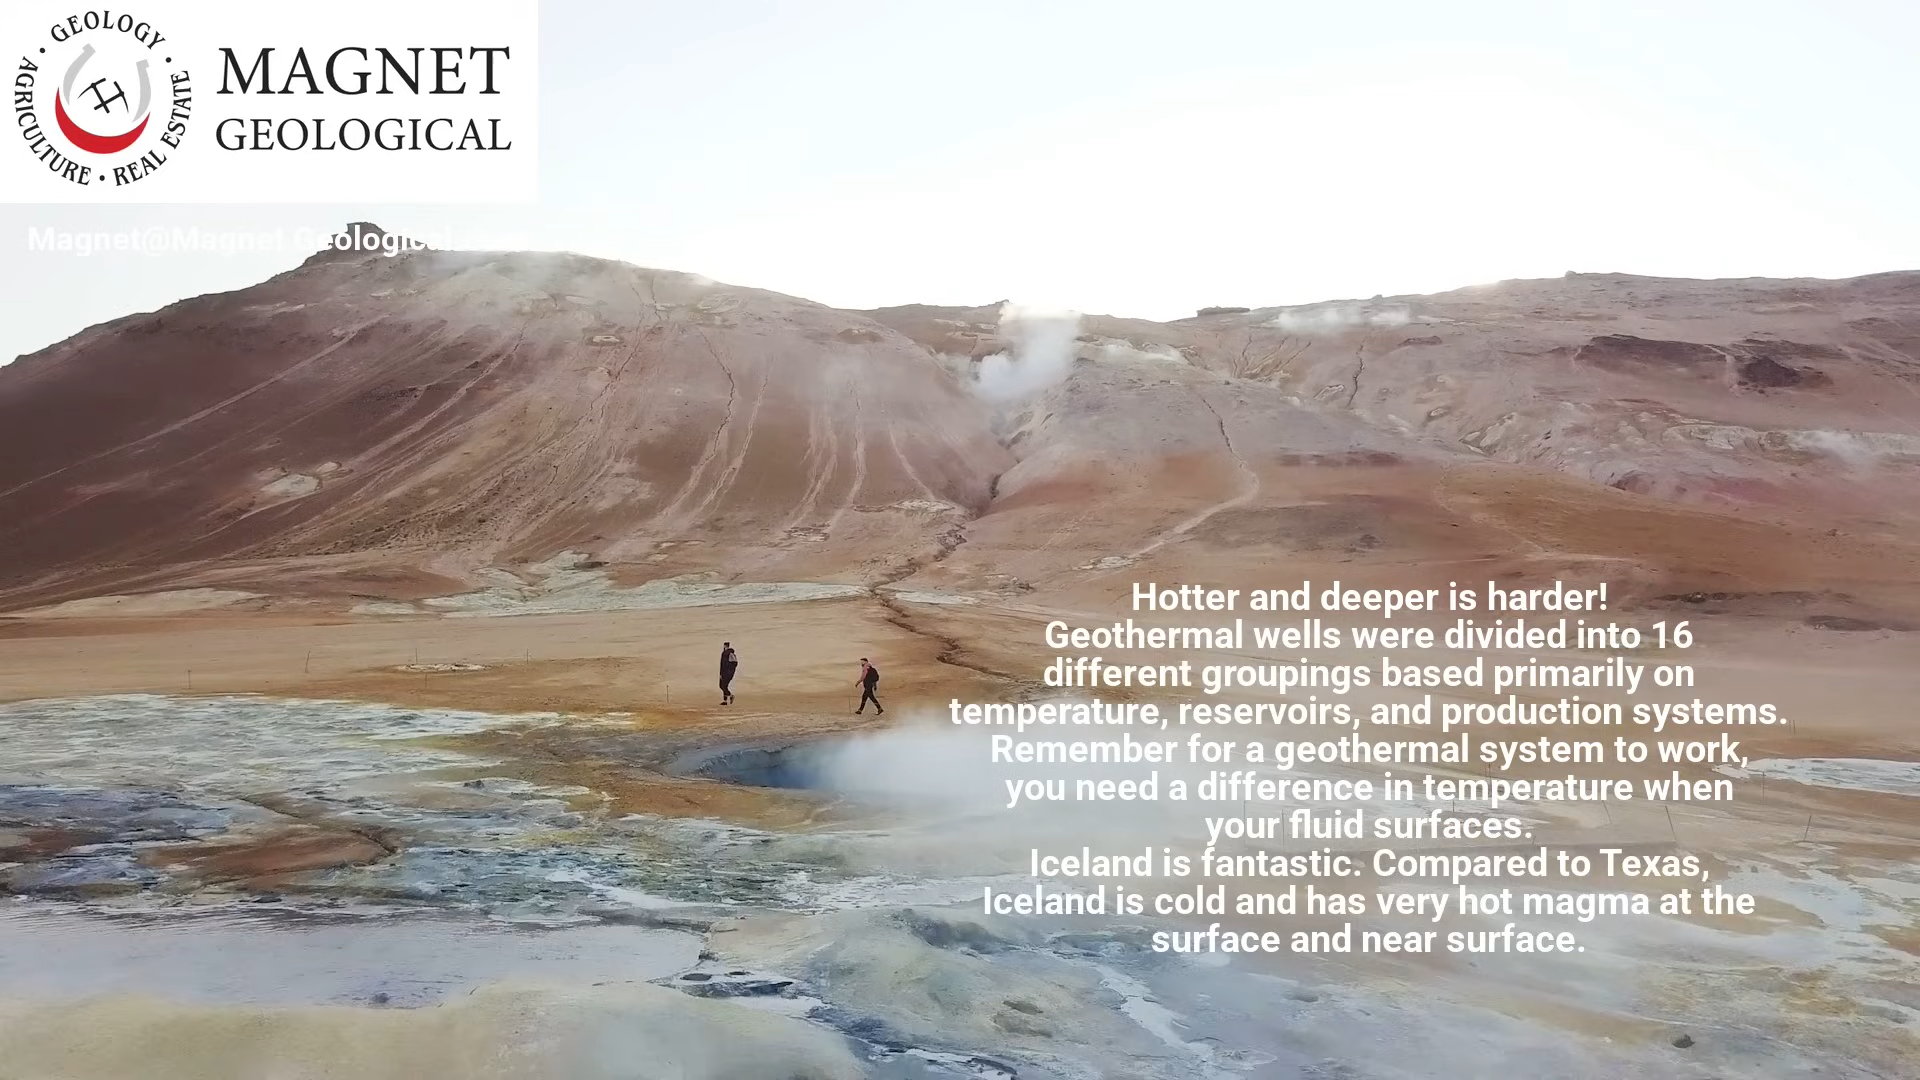 GEOLOGY · REAL ESTATE · AGRICULTURE ·
MAGNET
GEOLOGICAL
Magnet@Magnet Geological
Hotter and deeper is harder!
Geothermal wells were divided into 16
different groupings based primarily on
temperature, reservoirs, and production systems.
Remember for a geothermal system to work,
you need a difference in temperature when
your fluid surfaces.
Iceland is fantastic. Compared to Texas,
Iceland is cold and has very hot magma at the
surface and near surface.